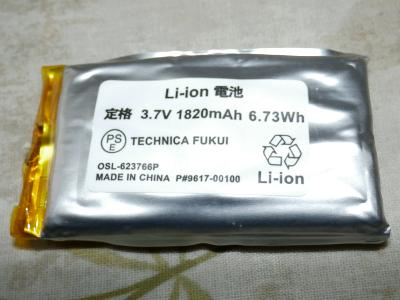 Li-ion 電池
定格 3.7V 1820mAh 6.73Wh
PS
E
TECHNICA FUKUI
OSL-623766P
MADE IN CHINA P#9617-00100
Li-ion